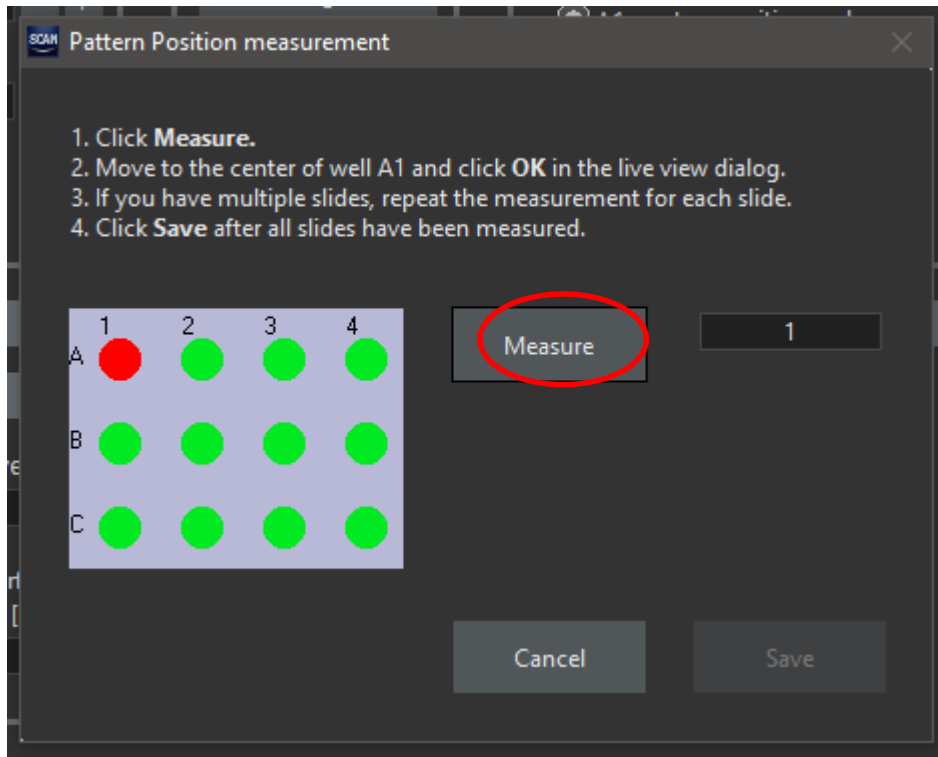 SCAN Pattern Position measurement
1. Click Measure.
2. Move to the center of well A1 and click OK in the live view dialog.
3. If you have multiple slides, repeat the measurement for each slide.
4. Click Save after all slides have been measured.
1 2 3 4
A
B
C
Measure
1
Cancel
Save